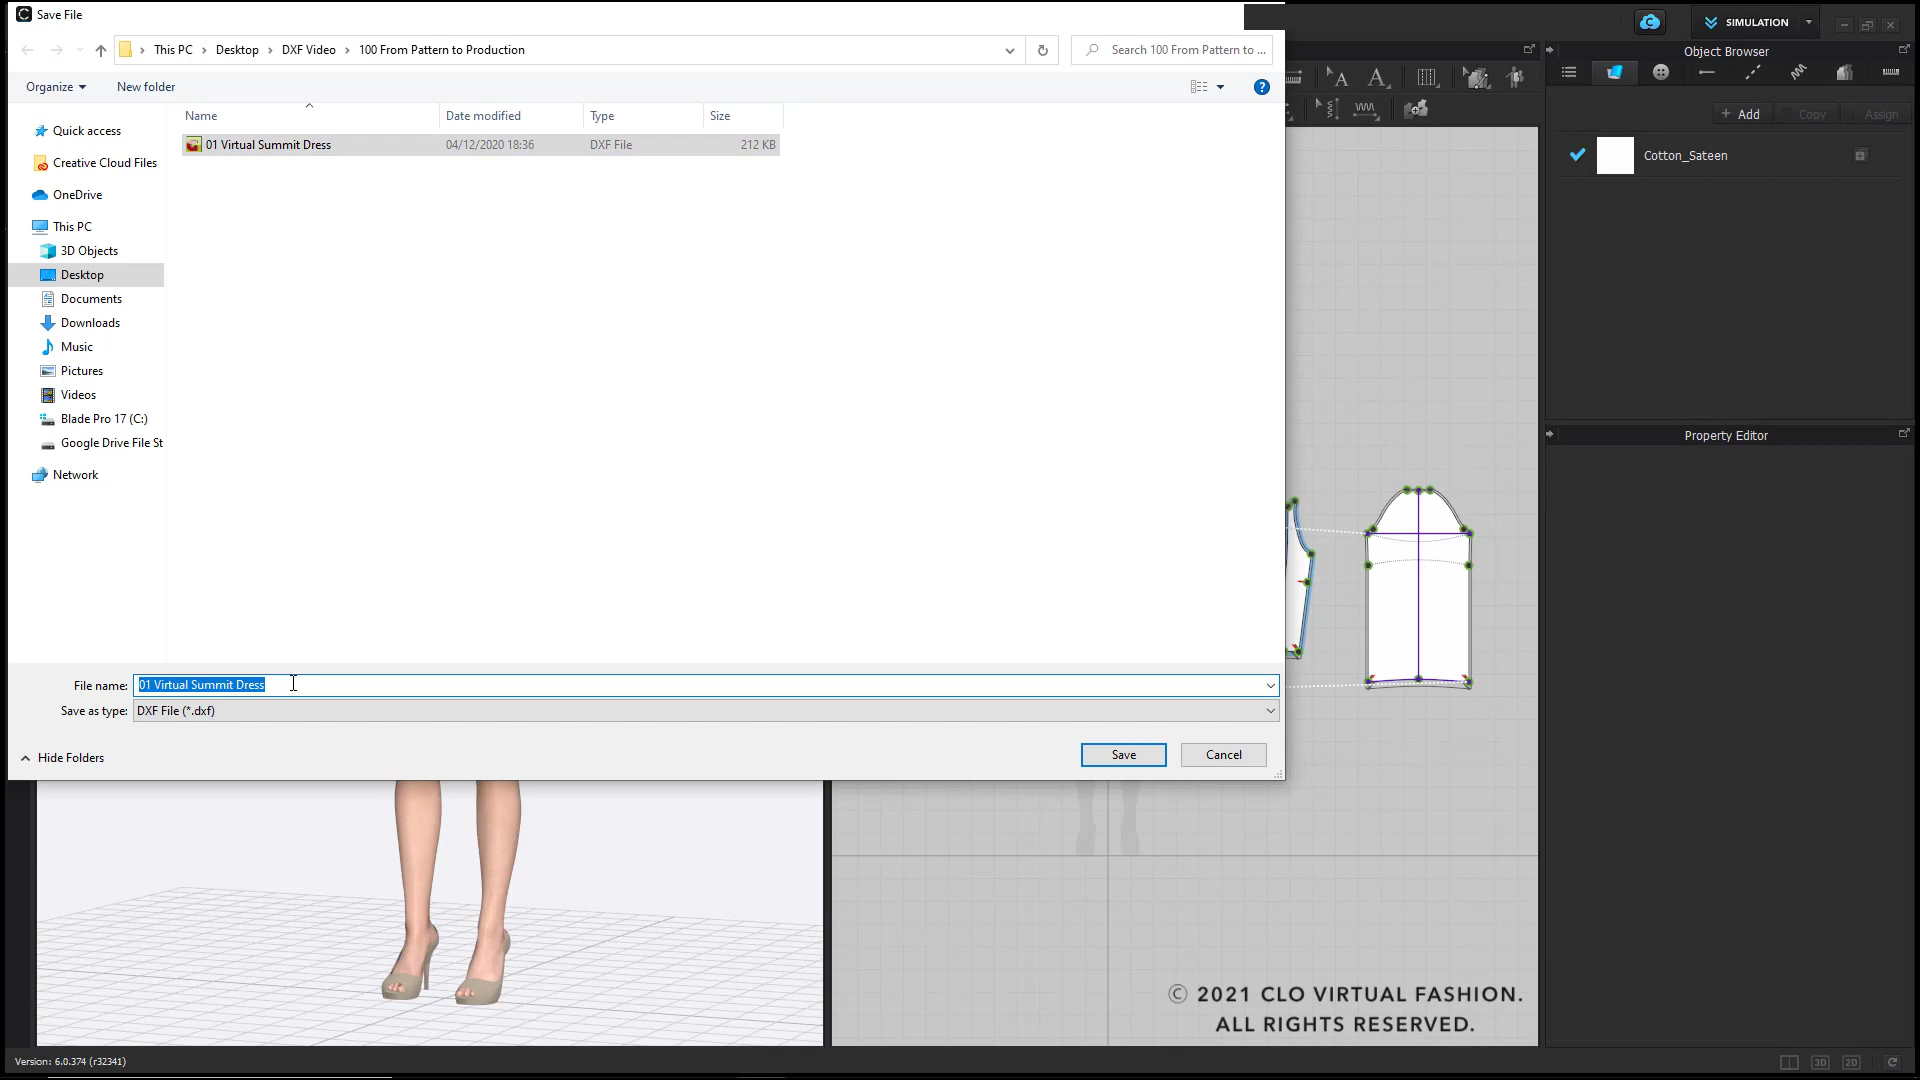 Save File
This PC
Desktop
DXF Video
100 From Pattern to Production
Search 100 From Pattern to ...
SIMULATION
Object Browser
Organize
New folder
Name
Date modified
Type
Size
01 Virtual Summit Dress
04/12/2020 18:36
DXF File
212 KB
Quick access
Creative Cloud Files
OneDrive
This PC
3D Objects
Desktop
Documents
Downloads
Music
Pictures
Videos
Blade Pro 17 (C:)
Google Drive File St
Network
+ Add
Copy
Assign
Cotton_Sateen
Property Editor
File name: 01 Virtual Summit Dress
Save as type: DXF File (*.dxf)
Hide Folders
Save
Cancel
© 2021 CLO VIRTUAL FASHION.
ALL RIGHTS RESERVED.
Version: 6.0.374 (r32341)
3D
2D